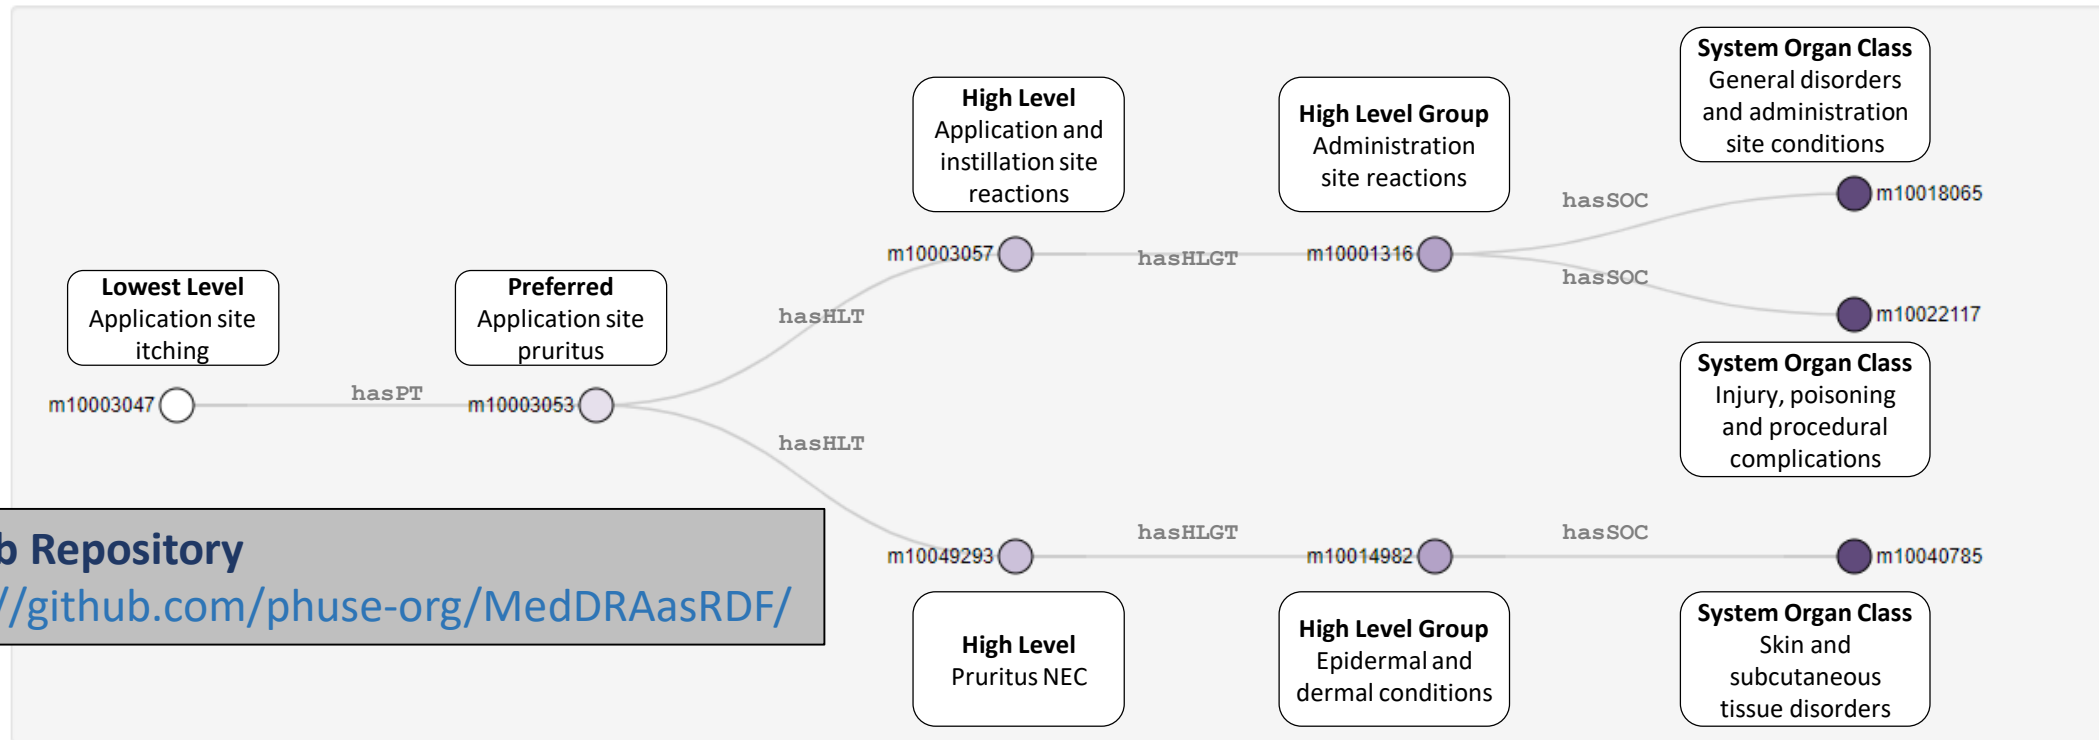 System Organ Class
General disorders
and administration
site conditions
High Level
Application and
instillation site
reactions
High Level Group
Administration
site reactions
hasSOC
m10018065
m10003057
hasHLGT
m10001316
hasSOC
m10022117
Lowest Level
Application site
itching
Preferred
Application site
pruritus
hasHLT
System Organ Class
Injury, poisoning
and procedural
complications
m10003047
hasPT
m10003053
hasHLT
b Repository
//github.com/phuse-org/MedDRAasRDF/
m10049293
hasHLGT
m10014982
hasSOC
m10040785
High Level
Pruritus NEC
High Level Group
Epidermal and
dermal conditions
System Organ Class
Skin and
subcutaneous
tissue disorders